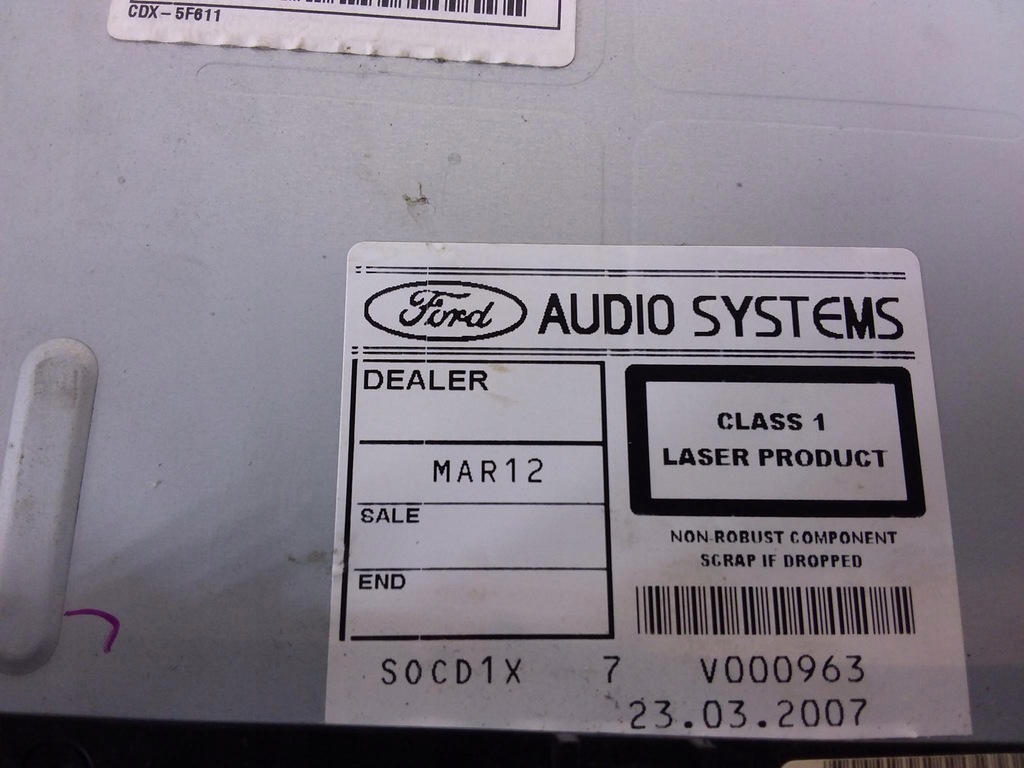 CDX-5F611
Ford AUDIO SYSTEMS
DEALER
MAR12
SALE
END
CLASS 1
LASER PRODUCT
NON-ROBUST COMPONENT
SCRAP IF DROPPED
S0CD1X 7 V000963
23.03.2007